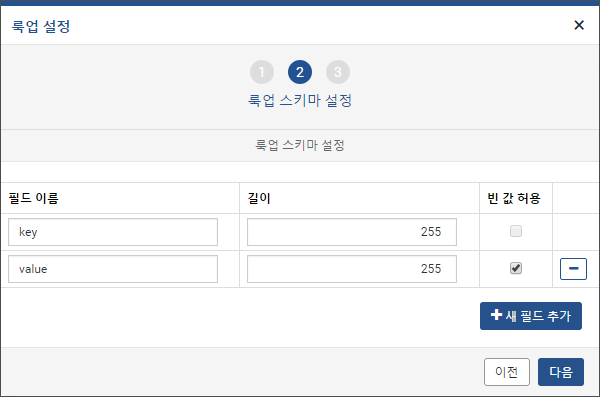 룩업 설정 ×
1 2 3
룩업 스키마 설정
룩업 스키마 설정
필드 이름 길이 빈 값 허용
key 255
value 255
새 필드 추가
이전 다음